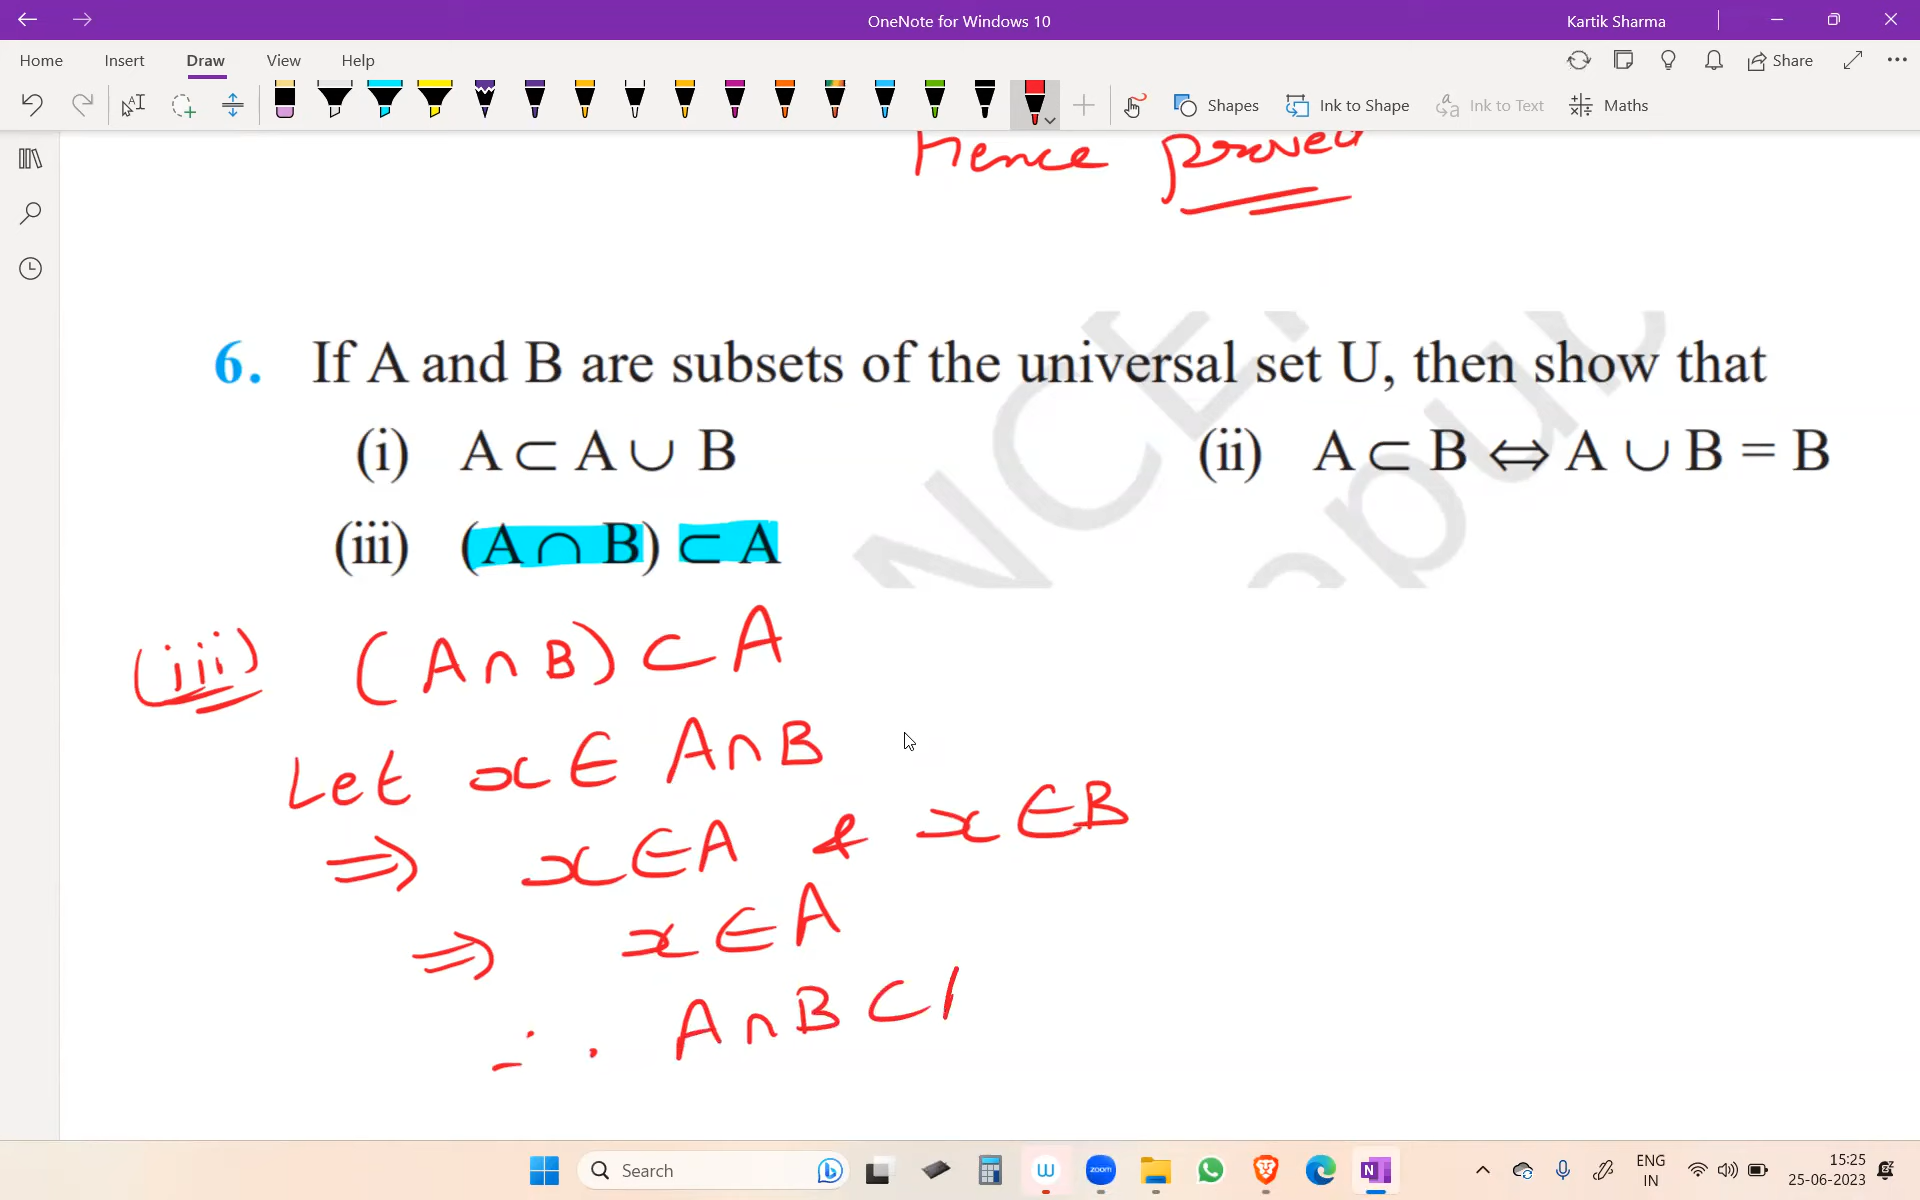 OneNote for Windows 10
Kartik Sharma
Home Insert Draw View Help
Share
Shapes Ink to Shape Ink to Text Maths
Hence proved
6. If A and B are subsets of the universal set U, then show that
(i) A ⊂ A ∪ B (ii) A ⊂ B ⇔ A ∪ B = B
(iii) (A ∩ B) ⊂ A
(iii) (A∩B) ⊂ A
Let x ∈ A∩B
⇒ x ∈ A & x ∈ B
⇒ x ∈ A
∴ A∩B ⊂
Search
zoom
ENG
IN
15:25
25-06-2023